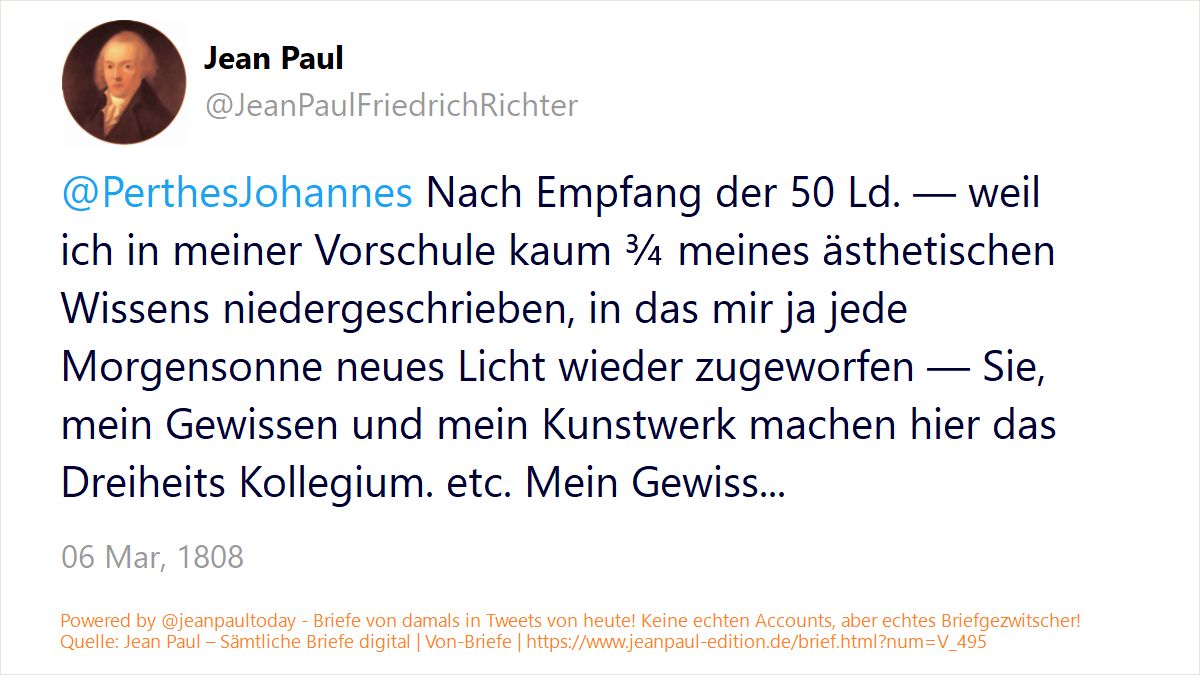 Jean Paul
@JeanPaulFriedrichRichter
@PerthesJohannes Nach Empfang der 50 Ld. — weil
ich in meiner Vorschule kaum ¾ meines ästhetischen
Wissens niedergeschrieben, in das mir ja jede
Morgensonne neues Licht wieder zugeworfen — Sie,
mein Gewissen und mein Kunstwerk machen hier das
Dreiheits Kollegium. etc. Mein Gewiss...
06 Mar, 1808
Powered by @jeanpaultoday - Briefe von damals in Tweets von heute! Keine echten Accounts, aber echtes Briefgezwitscher!
Quelle: Jean Paul – Sämtliche Briefe digital | Von-Briefe | https://www.jeanpaul-edition.de/brief.html?num=V_495